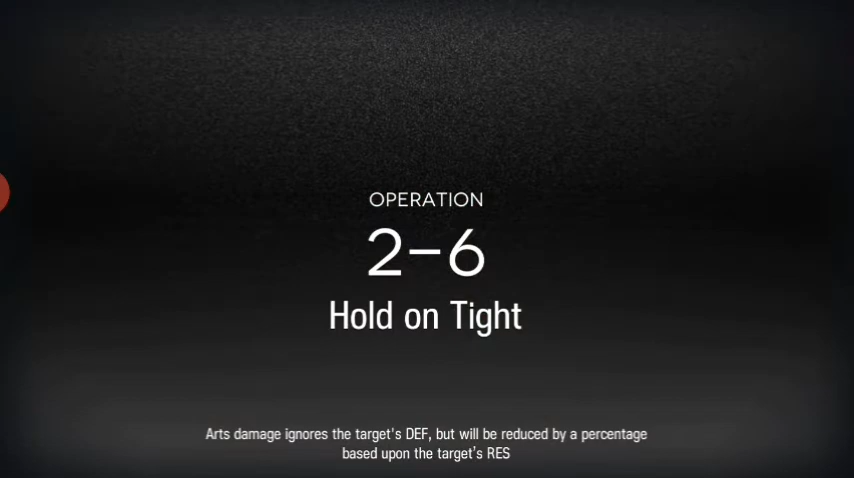 OPERATION
2-6
Hold on Tight
Arts damage ignores the target's DEF, but will be reduced by a percentage
based upon the target's RES